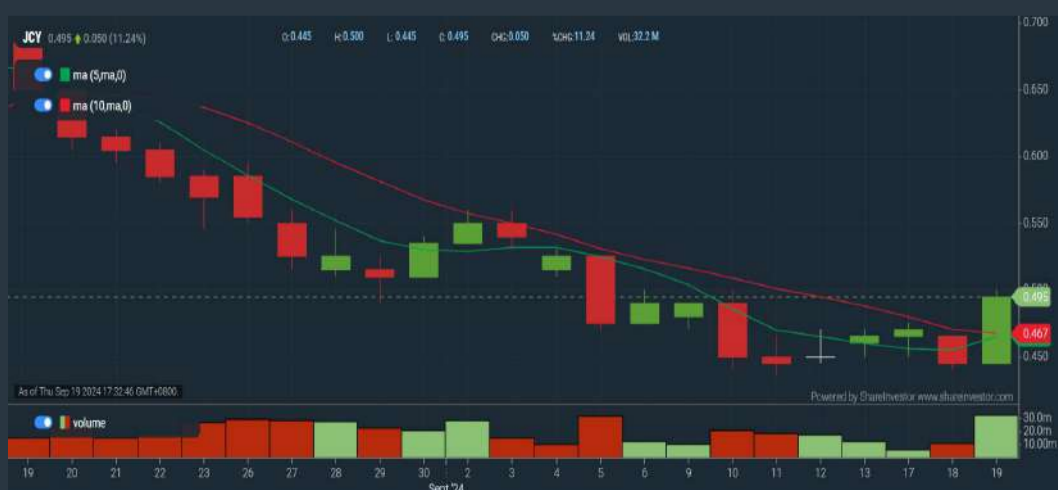 JCY 0.495 0.050 (11.24%) O: 0.445 H: 0.500 L: 0.445 C: 0.495 CHG: 0.050 %CHG: 11.24 VOL: 32.2 M
ma (5,ma,0)
ma (10,ma,0)
0.700
0.650
0.600
0.550
0.500
0.495
0.467
0.450
As of Thu Sep 19 2024 17:32:46 GMT+0800.
Powered by ShareInvestor www.shareinvestor.com
volume
30.0m
20.0m
10.00m
19 20 21 22 23 26 27 28 29 30 2 3 4 5 6 9 10 11 12 13 17 18 19
Sept '24